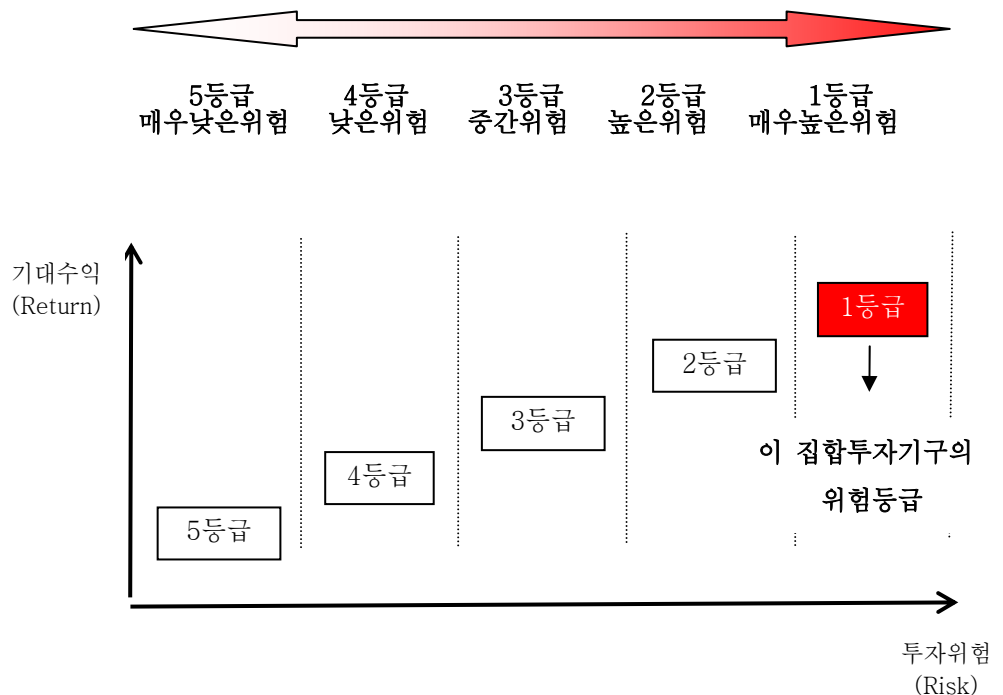 5등급 4등급 3등급 2등급 1등급
매우낮은위험 낮은위험 중간위험 높은위험 매우높은위험
기대수익
(Return)
1등급
2등급
3등급
이 집합투자기구의
4등급
위험등급
5등급
투자위험
(Risk)